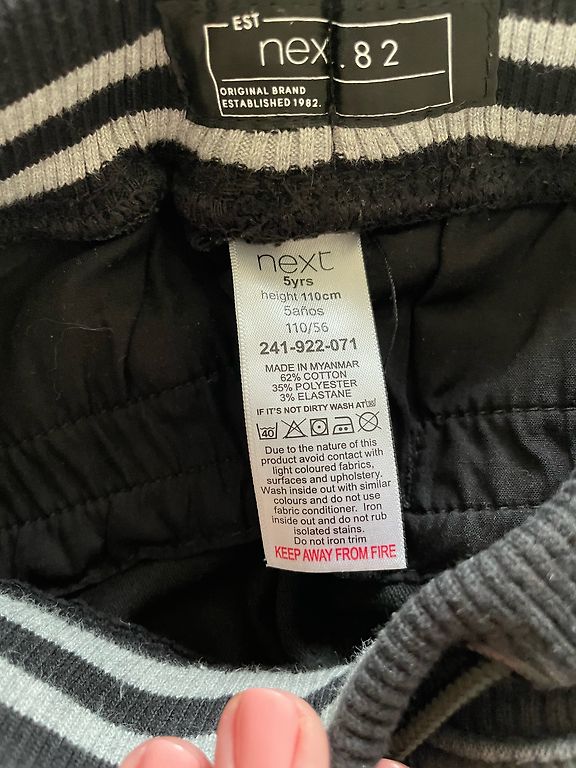 EST
next.82
ORIGINAL BRAND
ESTABLISHED 1982.
next
5yrs
height 110cm
5años
110/56
241-922-071
MADE IN MYANMAR
62% COTTON
35% POLYESTER
3% ELASTANE
IF IT'S NOT DIRTY WASH AT 30
40
Due to the nature of this
product avoid contact with
light coloured fabrics,
surfaces and upholstery.
Wash inside out with similar
colours and do not use
fabric conditioner. Iron
inside out and do not rub
isolated stains.
Do not iron trim
KEEP AWAY FROM FIRE